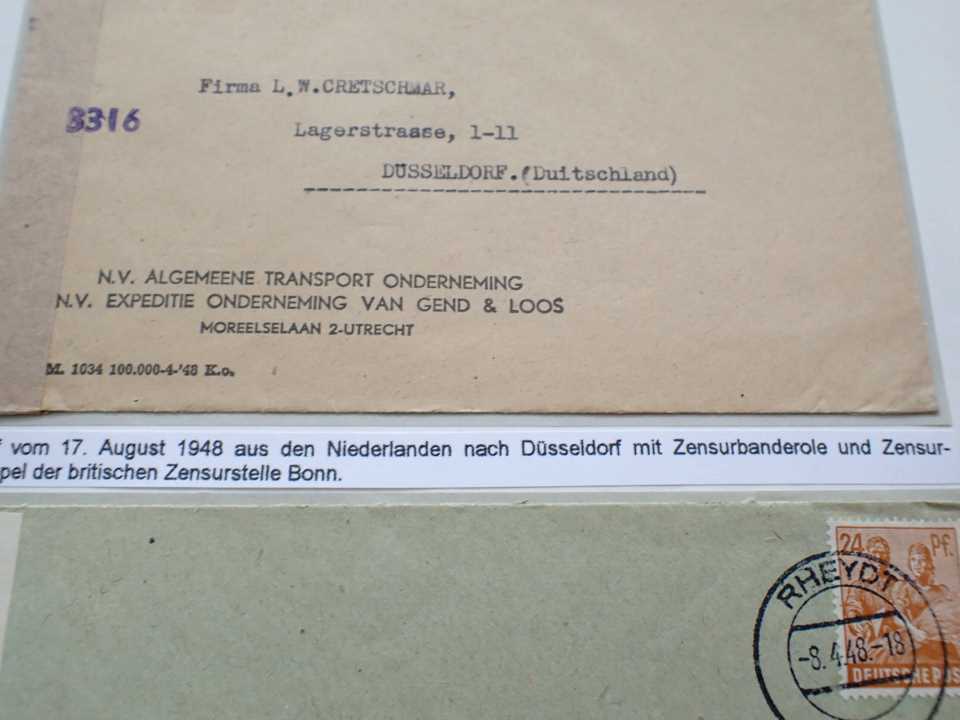 Firma L.W.CRETSCHMAR,
3316
Lagerstraase, 1-11
DÜSSELDORF.(Duitschland)
N.V. ALGEMEENE TRANSPORT ONDERNEMING
N.V. EXPEDITIE ONDERNEMING VAN GEND & LOOS
MOREELSELAAN 2-UTRECHT
M. 1034 100.000-4-'48 K.o.
vom 17. August 1948 aus den Niederlanden nach Düsseldorf mit Zensurbanderole und Zensur-
pel der britischen Zensurstelle Bonn.
24 Pf.
RHEYDT
-8.4.48.-18
DEUTSCHE POS